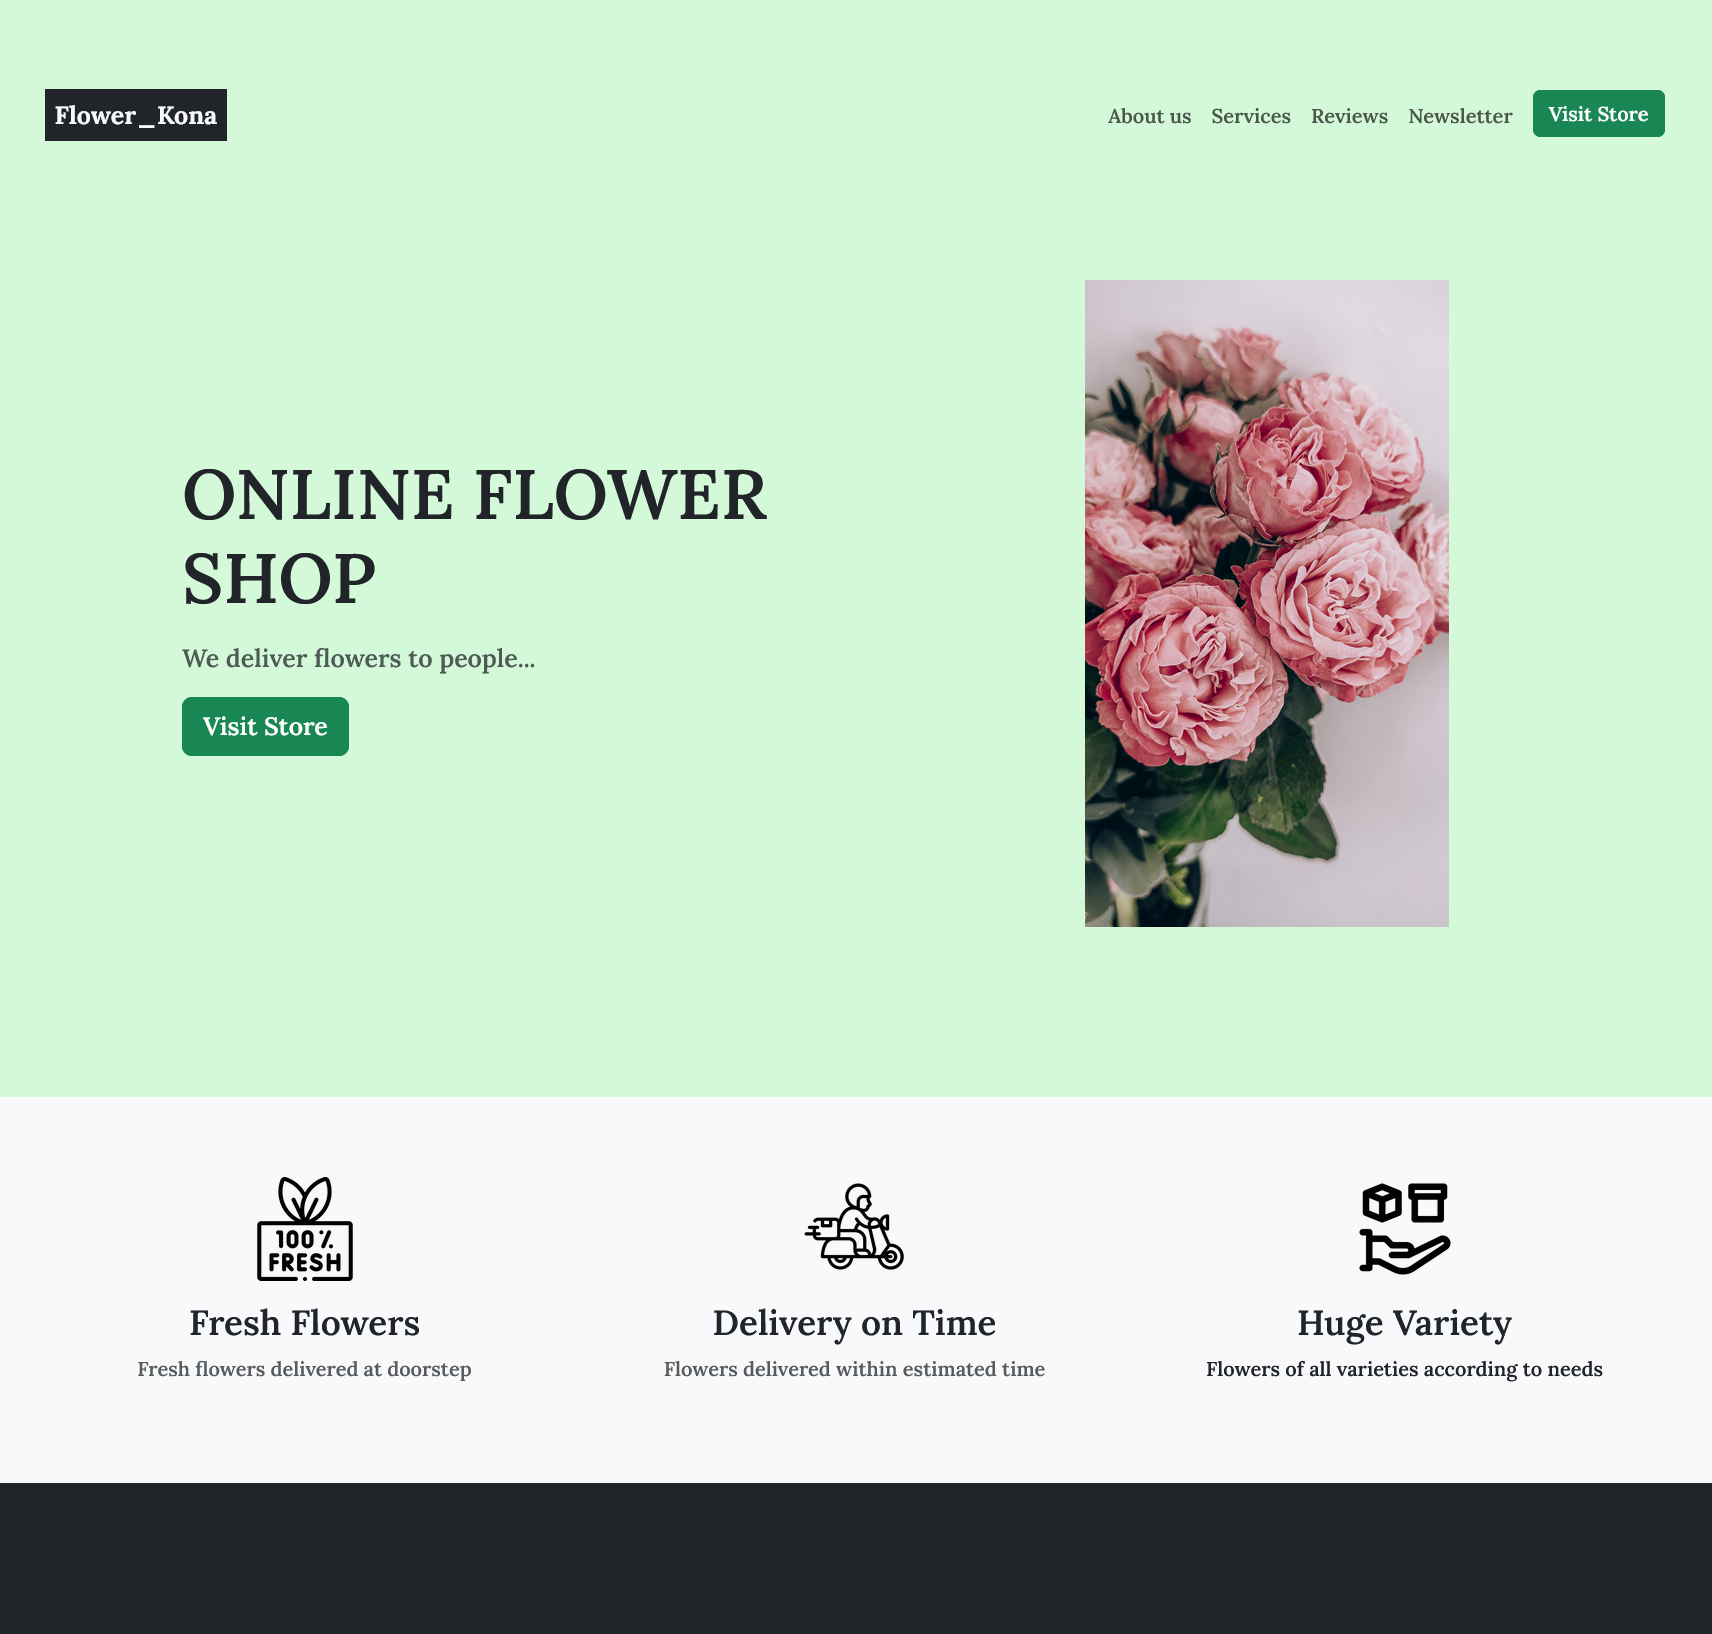 Flower_Kona
About us Services Reviews Newsletter Visit Store
ONLINE FLOWER
SHOP
We deliver flowers to people...
Visit Store
100%
FRESH
Fresh Flowers
Fresh flowers delivered at doorstep
Delivery on Time
Flowers delivered within estimated time
Huge Variety
Flowers of all varieties according to needs